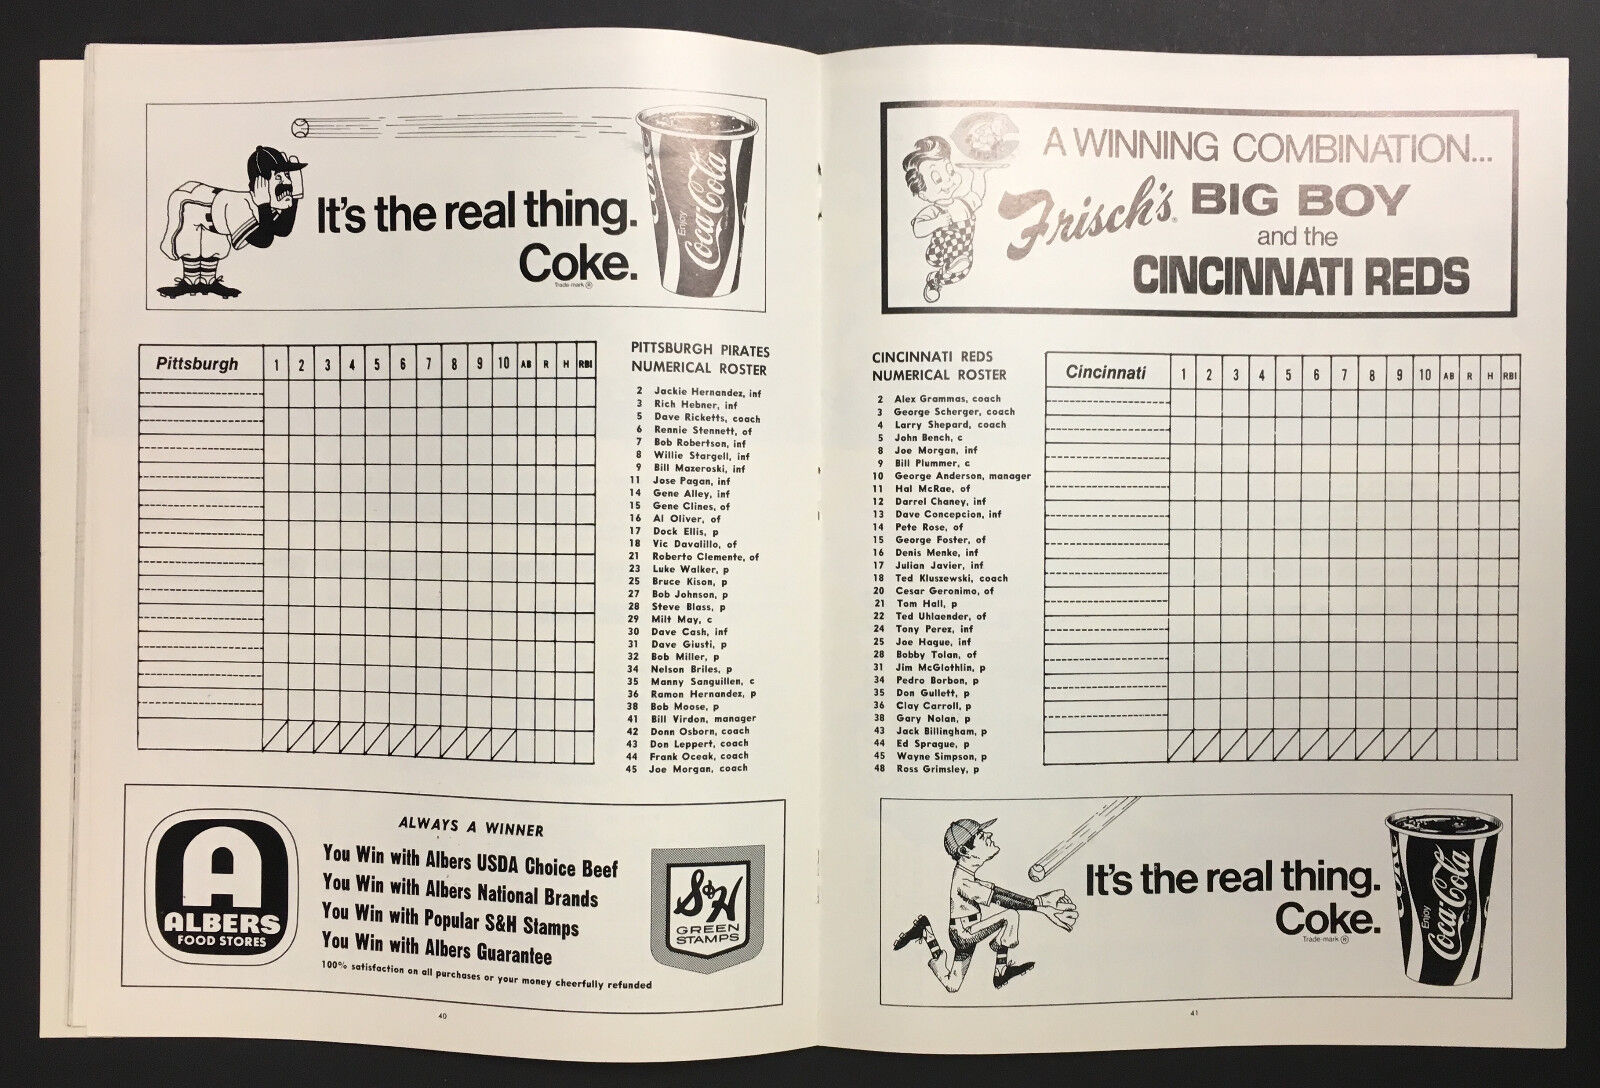 It's the real thing.
Coke.
Trade-mark ®
Enjoy
Coca-Cola
Pittsburgh 1 2 3 4 5 6 7 8 9 10 AB R H RBI
PITTSBURGH PIRATES
NUMERICAL ROSTER
2 Jackie Hernandez, inf
3 Rich Hebner, inf
5 Dave Ricketts, coach
6 Rennie Stennett, of
7 Bob Robertson, inf
8 Willie Stargell, inf
9 Bill Mazeroski, inf
11 Jose Pagan, inf
14 Gene Alley, inf
15 Gene Clines, of
16 Al Oliver, of
17 Dock Ellis, p
18 Vic Davalillo, of
21 Roberto Clemente, of
23 Luke Walker, p
25 Bruce Kison, p
27 Bob Johnson, p
28 Steve Blass, p
29 Milt May, c
30 Dave Cash, inf
31 Dave Giusti, p
32 Bob Miller, p
34 Nelson Briles, p
35 Manny Sanguillen, c
36 Ramon Hernandez, p
38 Bob Moose, p
41 Bill Virdon, manager
42 Donn Osborn, coach
43 Don Leppert, coach
44 Frank Oceak, coach
45 Joe Morgan, coach
A
ALBERS
FOOD STORES
ALWAYS A WINNER
You Win with Albers USDA Choice Beef
You Win with Albers National Brands
You Win with Popular S&H Stamps
You Win with Albers Guarantee
100% satisfaction on all purchases or your money cheerfully refunded
S&H
GREEN
STAMPS
40
A WINNING COMBINATION...
Frisch's BIG BOY
and the
CINCINNATI REDS
CINCINNATI REDS
NUMERICAL ROSTER
2 Alex Grammas, coach
3 George Scherger, coach
4 Larry Shepard, coach
5 John Bench, c
8 Joe Morgan, inf
9 Bill Plummer, c
10 George Anderson, manager
11 Hal McRae, of
12 Darrel Chaney, inf
13 Dave Concepcion, inf
14 Pete Rose, of
15 George Foster, of
16 Denis Menke, inf
17 Julian Javier, inf
18 Ted Kluszewski, coach
20 Cesar Geronimo, of
21 Tom Hall, p
22 Ted Uhlaender, of
24 Tony Perez, inf
25 Joe Hague, inf
28 Bobby Tolan, of
31 Jim McGlothlin, p
34 Pedro Borbon, p
35 Don Gullett, p
36 Clay Carroll, p
38 Gary Nolan, p
43 Jack Billingham, p
44 Ed Sprague, p
45 Wayne Simpson, p
48 Ross Grimsley, p
Cincinnati 1 2 3 4 5 6 7 8 9 10 AB R H RBI
It's the real thing.
Coke.
Trade-mark ®
Enjoy
Coca-Cola
41